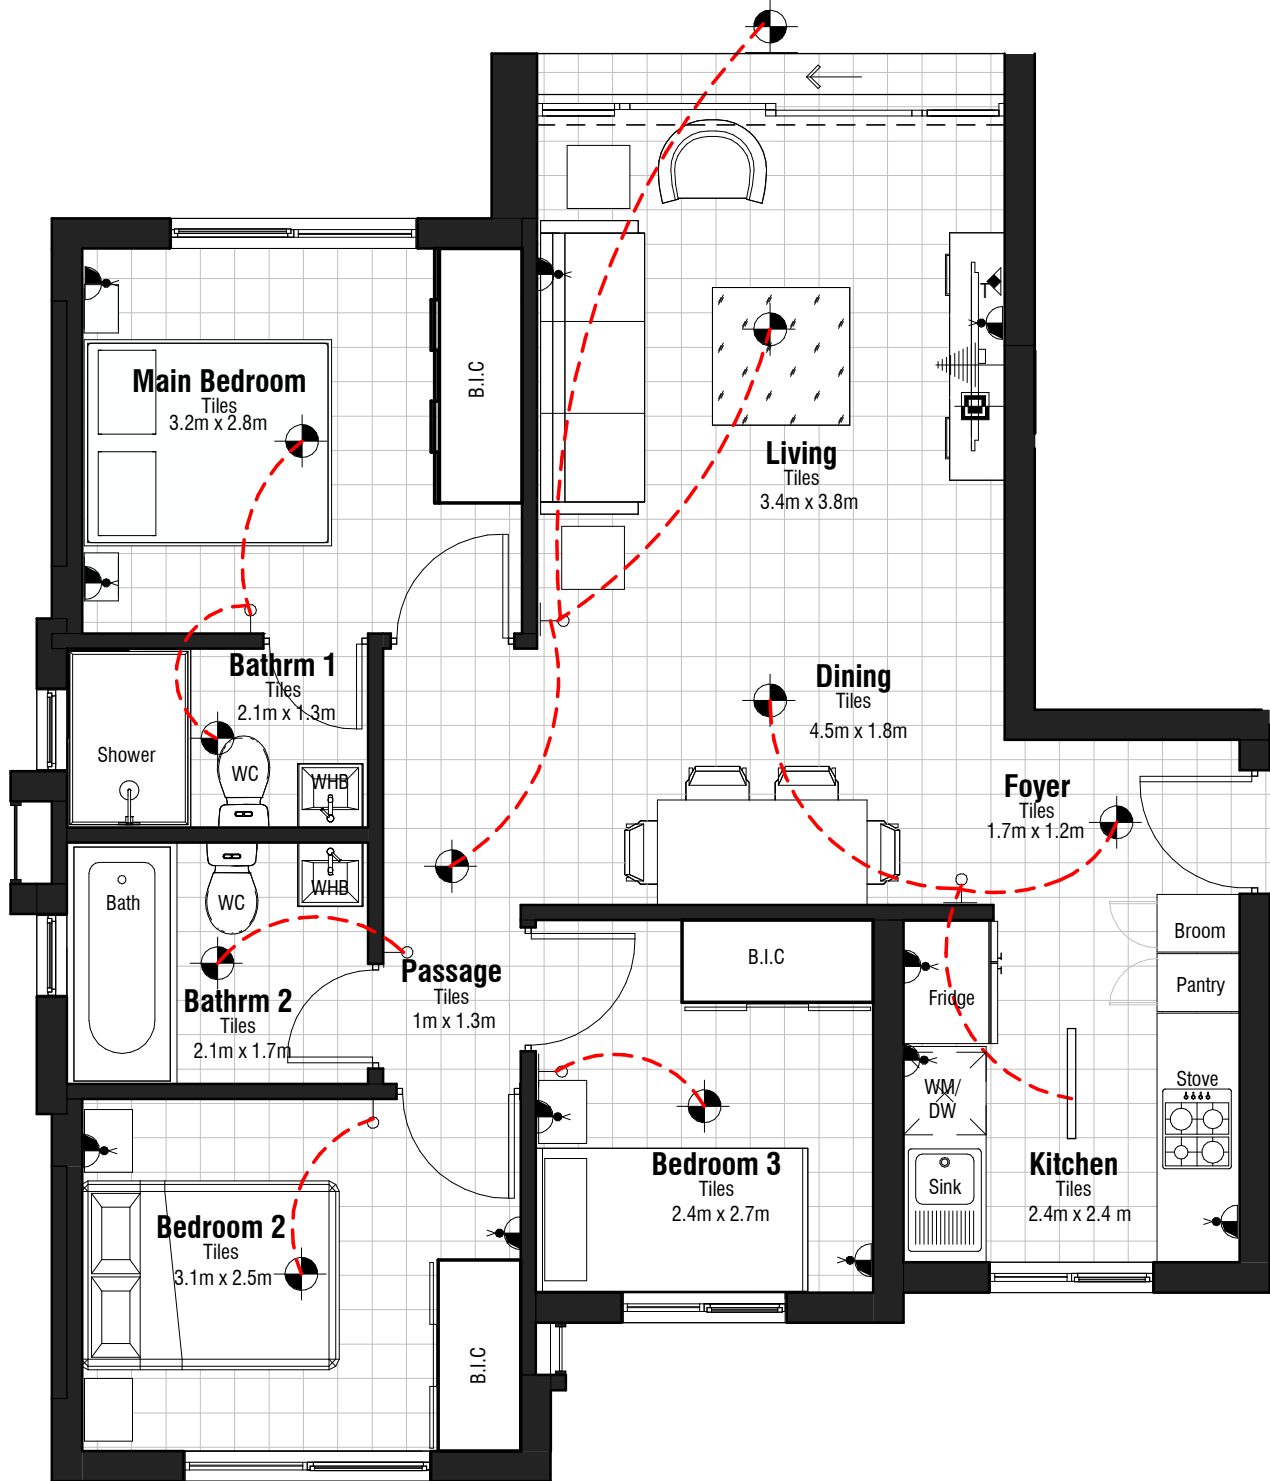 Main Bedroom
Tiles
3.2m x 2.8m
B.I.C
T
Living
Tiles
3.4m x 3.8m
Bathrm 1
Tiles
2.1m x 1.3m
Shower
WC
WHB
Dining
Tiles
4.5m x 1.8m
Foyer
Tiles
1.7m x 1.2m
Bath
WC
WHB
Bathrm 2
Tiles
2.1m x 1.7m
Passage
Tiles
1m x 1.3m
B.I.C
Broom
Pantry
Fridge
WM/
DW
Stove
Sink
Kitchen
Tiles
2.4m x 2.4 m
Bedroom 3
Tiles
2.4m x 2.7m
Bedroom 2
Tiles
3.1m x 2.5m
B.I.C